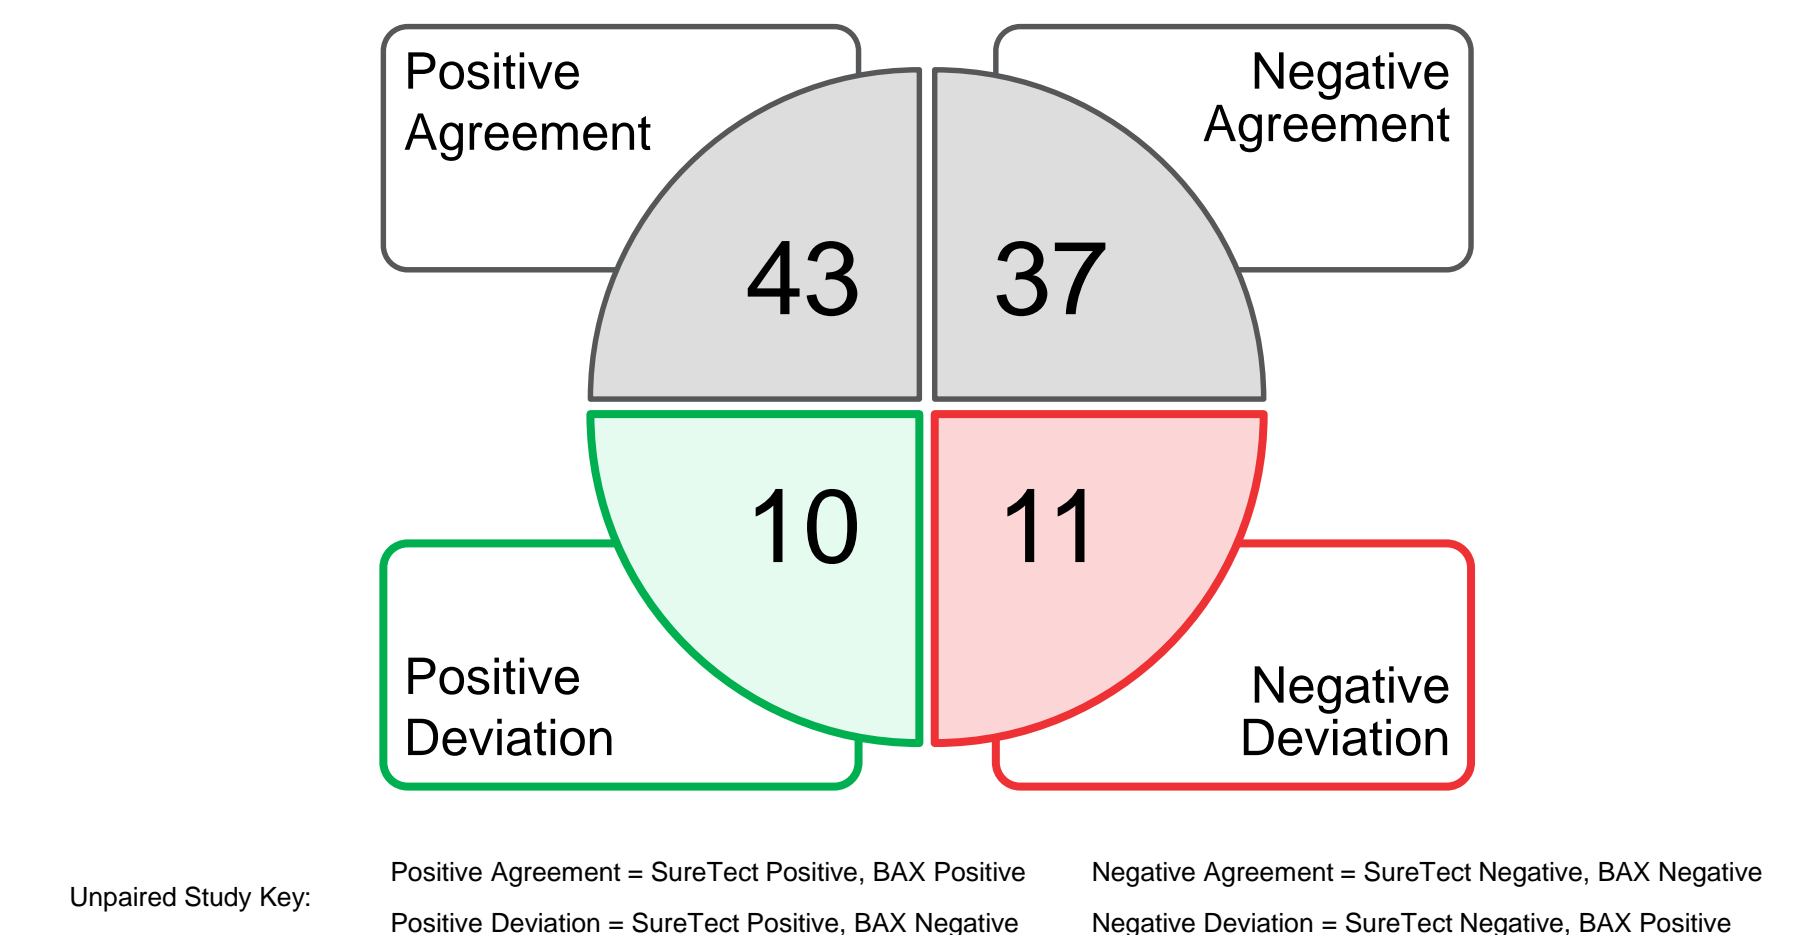 Positive
Agreement
Negative
Agreement
43
37
10
11
Positive
Deviation
Negative
Deviation
Unpaired Study Key:
Positive Agreement = SureTect Positive, BAX Positive
Negative Agreement = SureTect Negative, BAX Negative
Positive Deviation = SureTect Positive, BAX Negative
Negative Deviation = SureTect Negative, BAX Positive